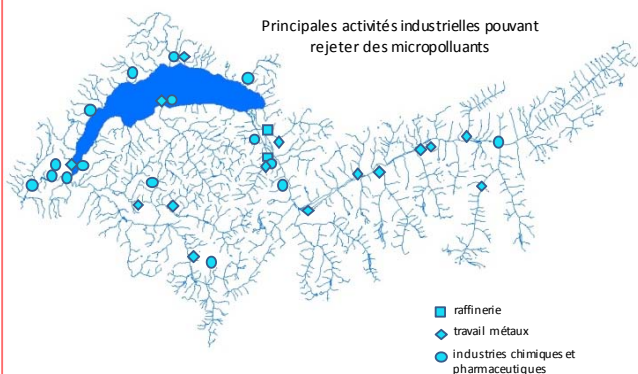 Principales activités industrielles pouvant
rejeter des micropolluants
raffinerie
travail métaux
industries chimiques et
pharmaceutiques